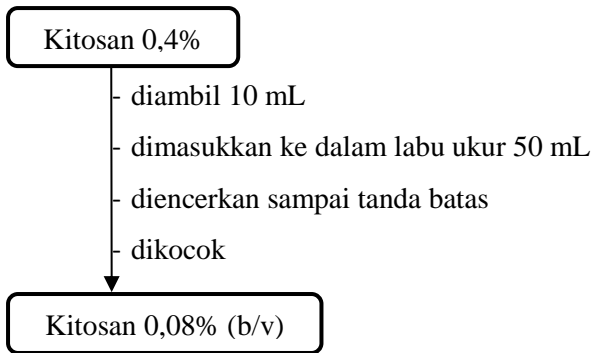 Kitosan 0,4%
- diambil 10 mL
- dimasukkan ke dalam labu ukur 50 mL
- diencerkan sampai tanda batas
- dikocok
Kitosan 0,08% (b/v)